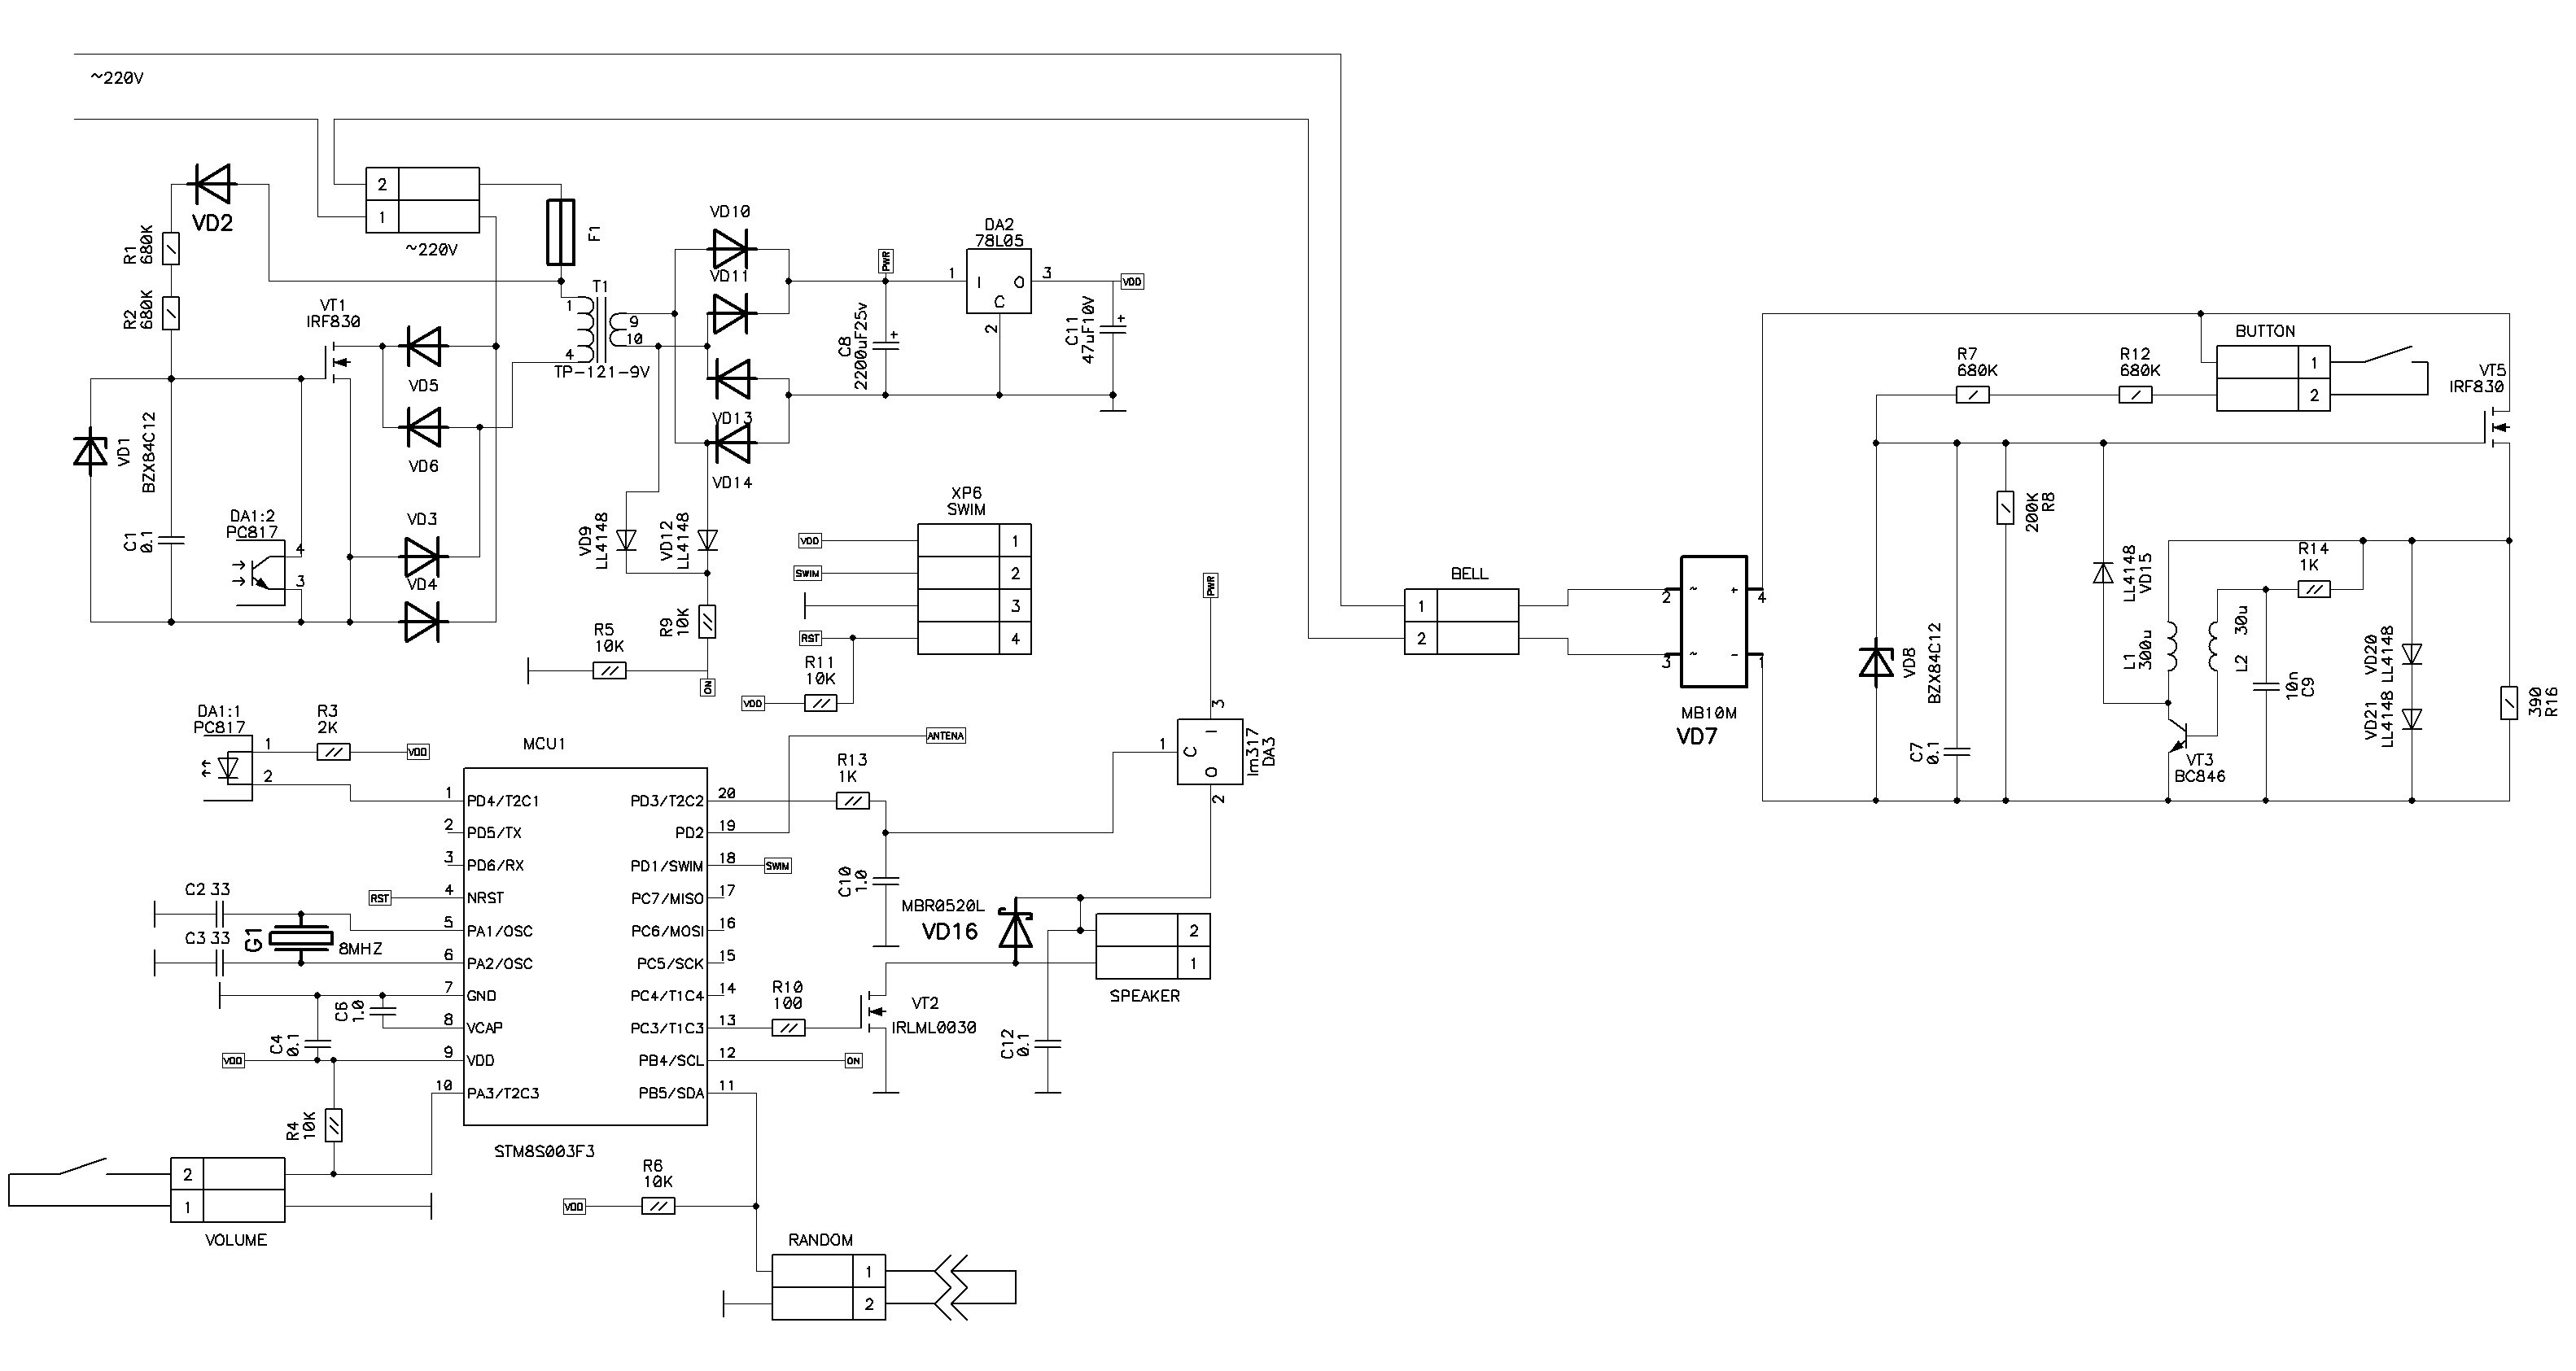 ~220V
VD2
2
1
~220V
F1
R1
680K
R2
680K
VT1
IRF830
VD5
VD6
VD1
BZX84C12
C1
0.1
DA1:2
PC817
4
3
VD3
VD4
T1
1
4
9
10
TP-121-9V
VD10
VD11
VD13
VD14
PWR
C8
2200uF25v
+
DA2
78L05
1
I
O
3
C
2
VDD
C11
47uF10V
+
VD9
LL4148
VD12
LL4148
R9
10K
R5
10K
ON
XP6
SWIM
VDD
1
SWIM
2
3
RST
4
R11
10K
VDD
PWR
3
1
C
I
O
2
lm317
DA3
DA1:1
PC817
1
2
R3
2K
VDD
MCU1
ANTENA
R13
1K
1
PD4/T2C1
PD3/T2C2
20
2
PD5/TX
PD2
19
3
PD6/RX
PD1/SWIM
18
SWIM
RST
4
NRST
PC7/MISO
17
5
PA1/OSC
PC6/MOSI
16
6
PA2/OSC
PC5/SCK
15
7
GND
PC4/T1C4
14
8
VCAP
PC3/T1C3
13
VDD
9
VDD
PB4/SCL
12
ON
10
PA3/T2C3
PB5/SDA
11
STM8S003F3
C2 33
C3 33
G1
8MHZ
C6
1.0
C4
0.1
R4
10K
2
1
VOLUME
C10
1.0
MBR0520L
VD16
2
1
SPEAKER
R10
100
VT2
IRLML0030
C12
0.1
R6
10K
VDD
RANDOM
1
2
BELL
1
2
2
~
+
4
3
~
-
1
MB10M
VD7
BUTTON
1
2
R7
680K
R12
680K
VT5
IRF830
200K
R8
VD8
BZX84C12
C7
0.1
LL4148
VD15
L1
300u
L2
30u
R14
1K
10n
C9
VT3
BC846
VD20
LL4148
VD21
LL4148
390
R16